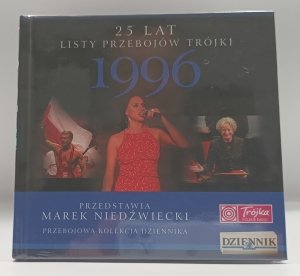 25 LAT
LISTY PRZEBOJÓW TRÓJKI
1996
PRZEDSTAWIA
MAREK NIEDŹWIECKI
PRZEBOJOWA KOLEKCJA DZIENNIKA
Trójka
DZIENNIK